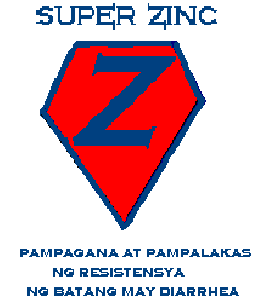 SUPER ZINC
Z
PAMPAGANA AT PAMPALAKAS
NG RESISTENSYA
NG BATANG MAY DIARRHEA